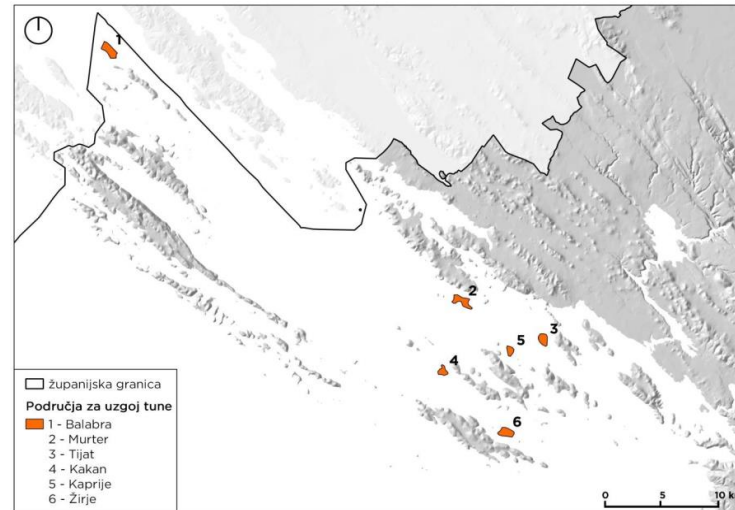 1
2
3
5
4
6
županijska granica
Područja za uzgoj tune
1 - Balabra
2 - Murter
3 - Tijat
4 - Kakan
5 - Kaprije
6 - Žirje
0 5 10 k